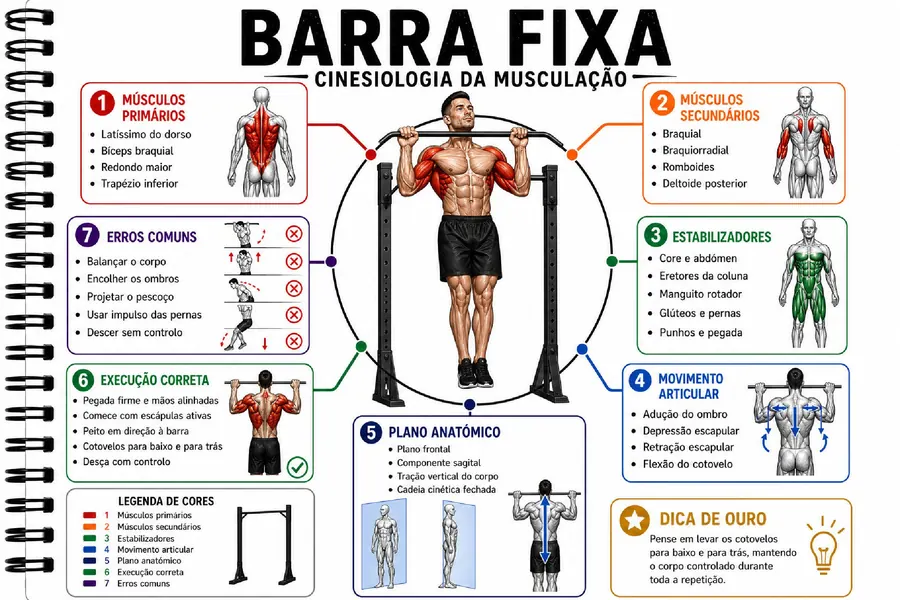 BARRA FIXA
CINESIOLOGIA DA MUSCULAÇÃO
1 MÚSCULOS
PRIMÁRIOS
• Latíssimo do dorso
• Bíceps braquial
• Redondo maior
• Trapézio inferior
2 MÚSCULOS
SECUNDÁRIOS
• Braquial
• Braquiorradial
• Romboides
• Deltoide posterior
7 ERROS COMUNS
• Balançar o corpo
• Encolher os ombros
• Projetar o pescoço
• Usar impulso das pernas
• Descer sem controlo
3 ESTABILIZADORES
• Core e abdómen
• Eretores da coluna
• Manguito rotador
• Glúteos e pernas
• Punhos e pegada
6 EXECUÇÃO CORRETA
• Pegada firme e mãos alinhadas
• Comece com escápulas ativas
• Peito em direção à barra
• Cotovelos para baixo e para trás
• Desça com controlo
4 MOVIMENTO
ARTICULAR
• Adução do ombro
• Depressão escapular
• Retração escapular
• Flexão do cotovelo
5 PLANO ANATÓMICO
• Plano frontal
• Componente sagital
• Tração vertical do corpo
• Cadeia cinética fechada
LEGENDA DE CORES
1 Músculos primários
2 Músculos secundários
3 Estabilizadores
4 Movimento articular
5 Plano anatómico
6 Execução correta
7 Erros comuns
DICA DE OURO
Pense em levar os cotovelos
para baixo e para trás, mantendo
o corpo controlado durante
toda a repetição.